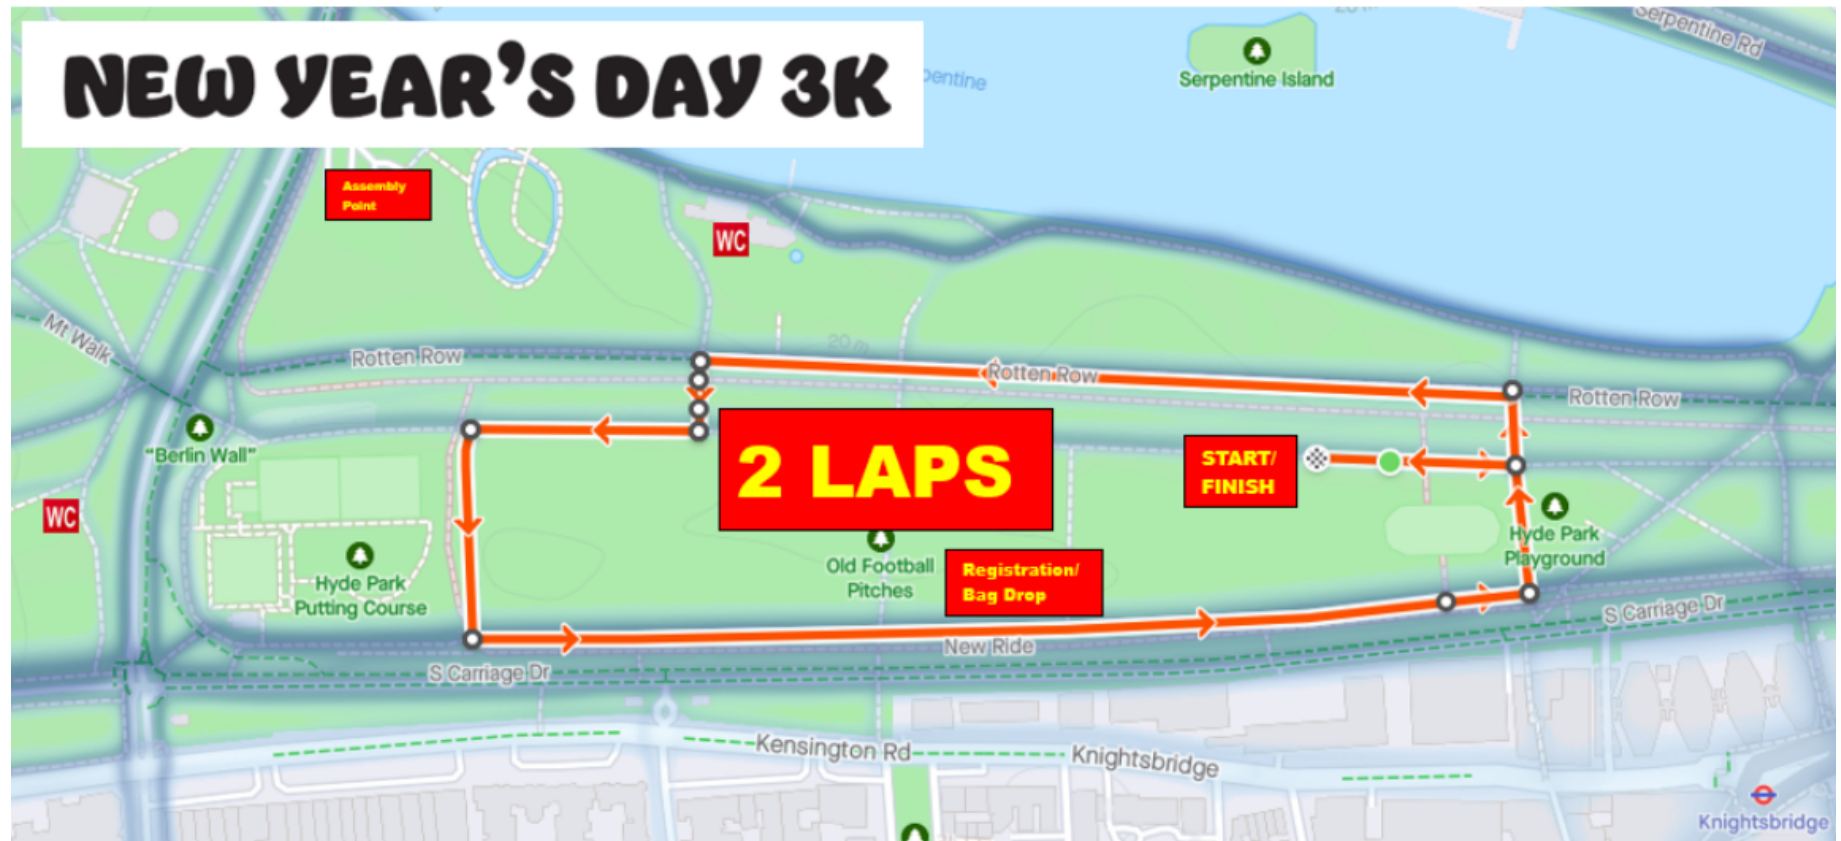 NEW YEAR'S DAY 3K
Serpentine Rd
Serpentine Island
Assembly
Point
WC
Mt Walk
Rotten Row
20 m
Rotten Row
Rotten Row
"Berlin Wall"
2 LAPS
START/
FINISH
WC
Hyde Park
Playground
Hyde Park
Putting Course
Old Football
Pitches
Registration/
Bag Drop
S Carriage Dr
New Ride
S Carriage Dr
Kensington Rd
Knightsbridge
Knightsbridge